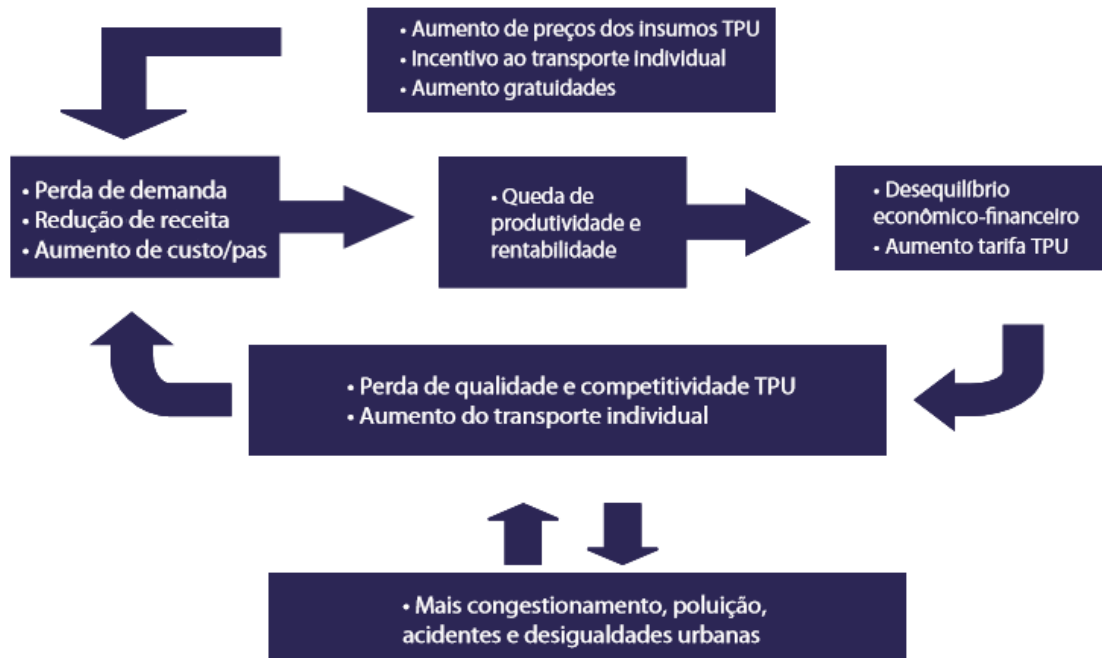 • Aumento de preços dos insumos TPU
• Incentivo ao transporte individual
• Aumento gratuidades
• Perda de demanda
• Redução de receita
• Aumento de custo/pas
• Queda de
produtividade e
rentabilidade
• Desequilíbrio
econômico-financeiro
• Aumento tarifa TPU
• Perda de qualidade e competitividade TPU
• Aumento do transporte individual
• Mais congestionamento, poluição,
acidentes e desigualdades urbanas